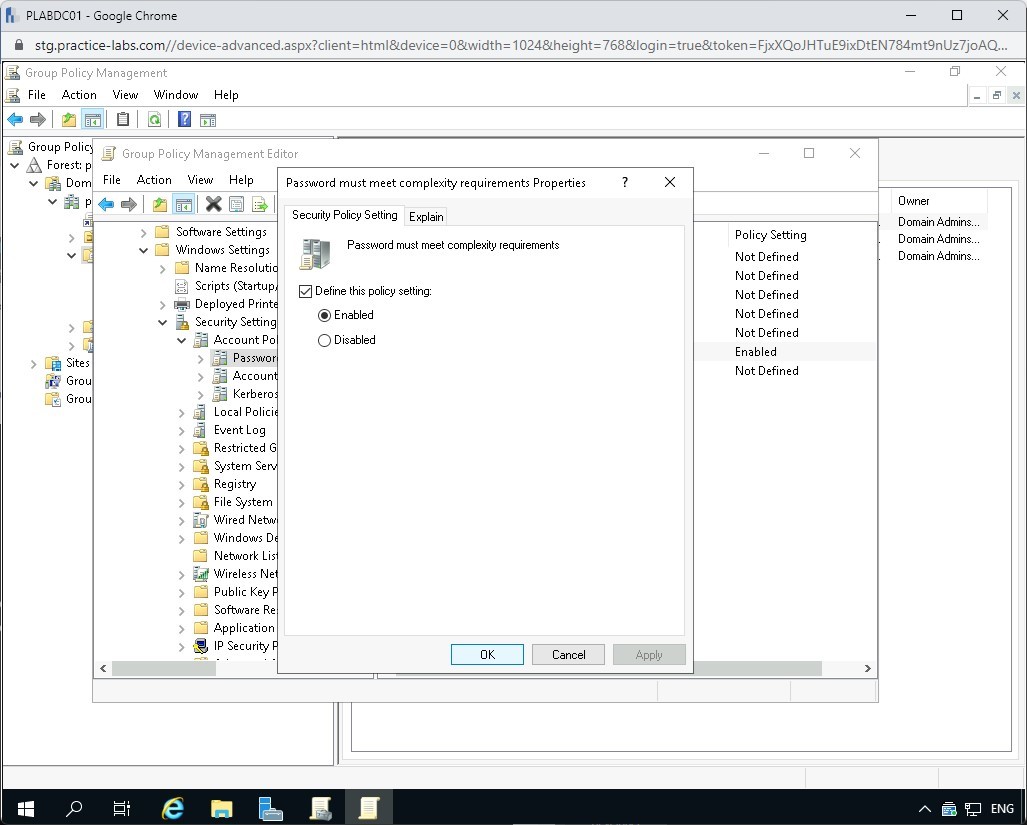 PLABDC01 - Google Chrome
stg.practice-labs.com//device-advanced.aspx?client=html&device=0&width=1024&height=768&login=true&token=FjxXQoJHTuE9ixDtEN784mt9nUz7joAQ...
Group Policy Management
File Action View Window Help
Group Policy
Forest: p
Dom
p
Sites
Grou
Grou
Group Policy Management Editor
File Action View Help
Software Settings
Windows Settings
Name Resolutio
Scripts (Startup/
Deployed Printe
Security Setting
Account Pol
Passwor
Account
Kerberos
Local Policie
Event Log
Restricted G
System Serv
Registry
File System
Wired Netw
Windows De
Network List
Wireless Net
Public Key P
Software Re
Application
IP Security P
Password must meet complexity requirements Properties
?
Security Policy Setting Explain
Password must meet complexity requirements
Define this policy setting:
Enabled
Disabled
OK Cancel Apply
Policy Setting
Not Defined
Not Defined
Not Defined
Not Defined
Not Defined
Enabled
Not Defined
Owner
Domain Admins...
Domain Admins...
Domain Admins...
ENG